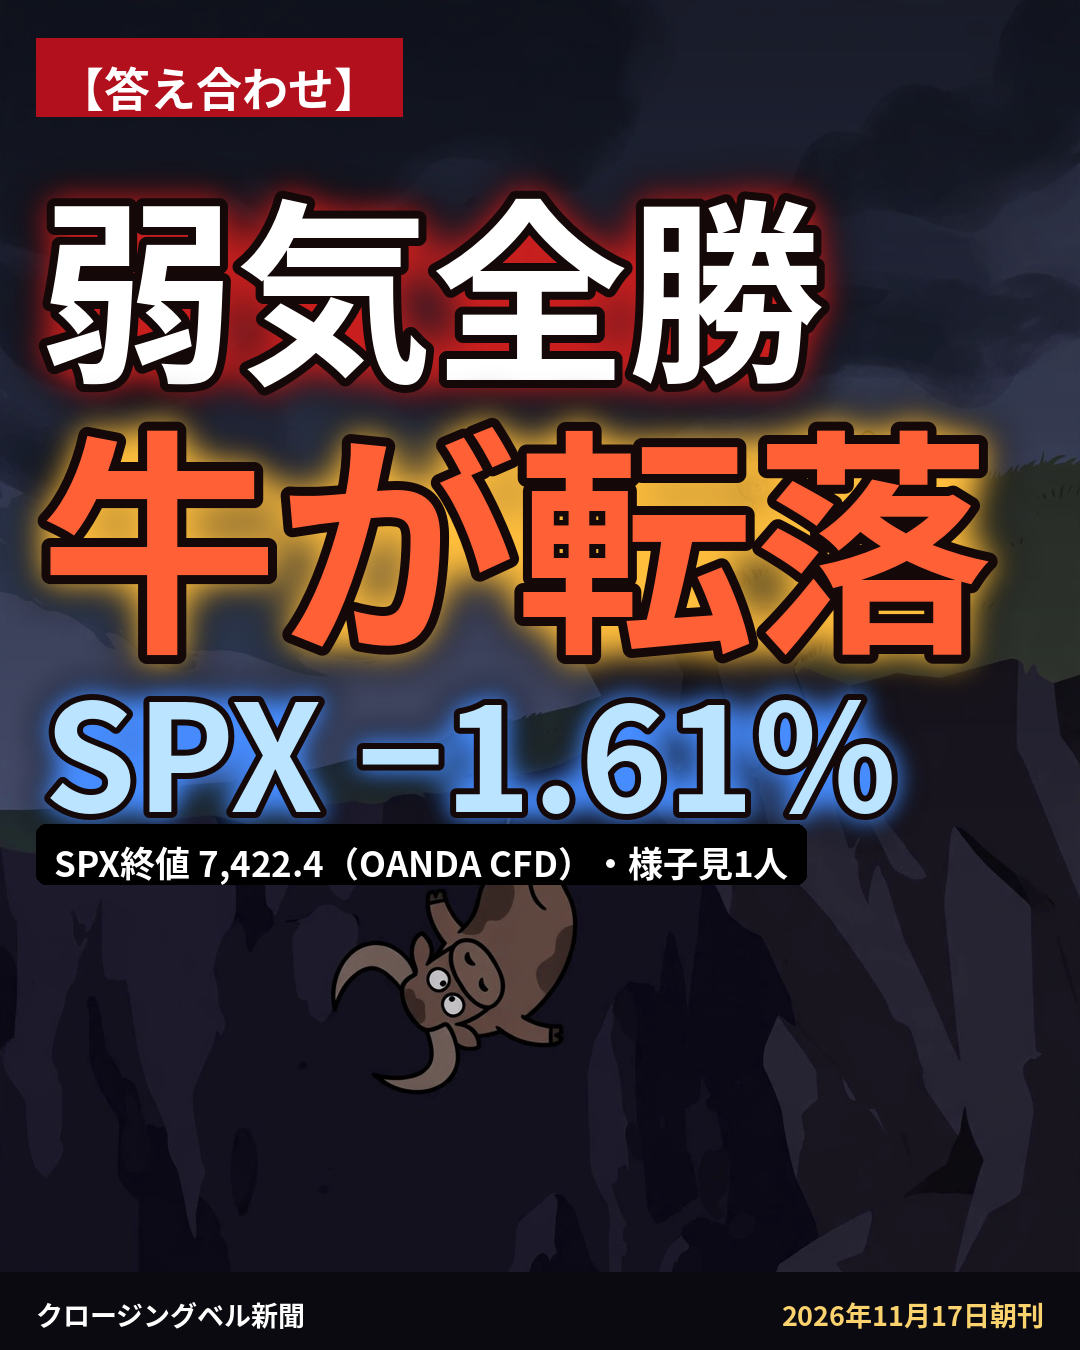 【答え合わせ】
弱気全勝
牛が転落
SPX −1.61%
SPX終値 7,422.4（OANDA CFD）・様子見1人
クロージングベル新聞
2026年11月17日朝刊